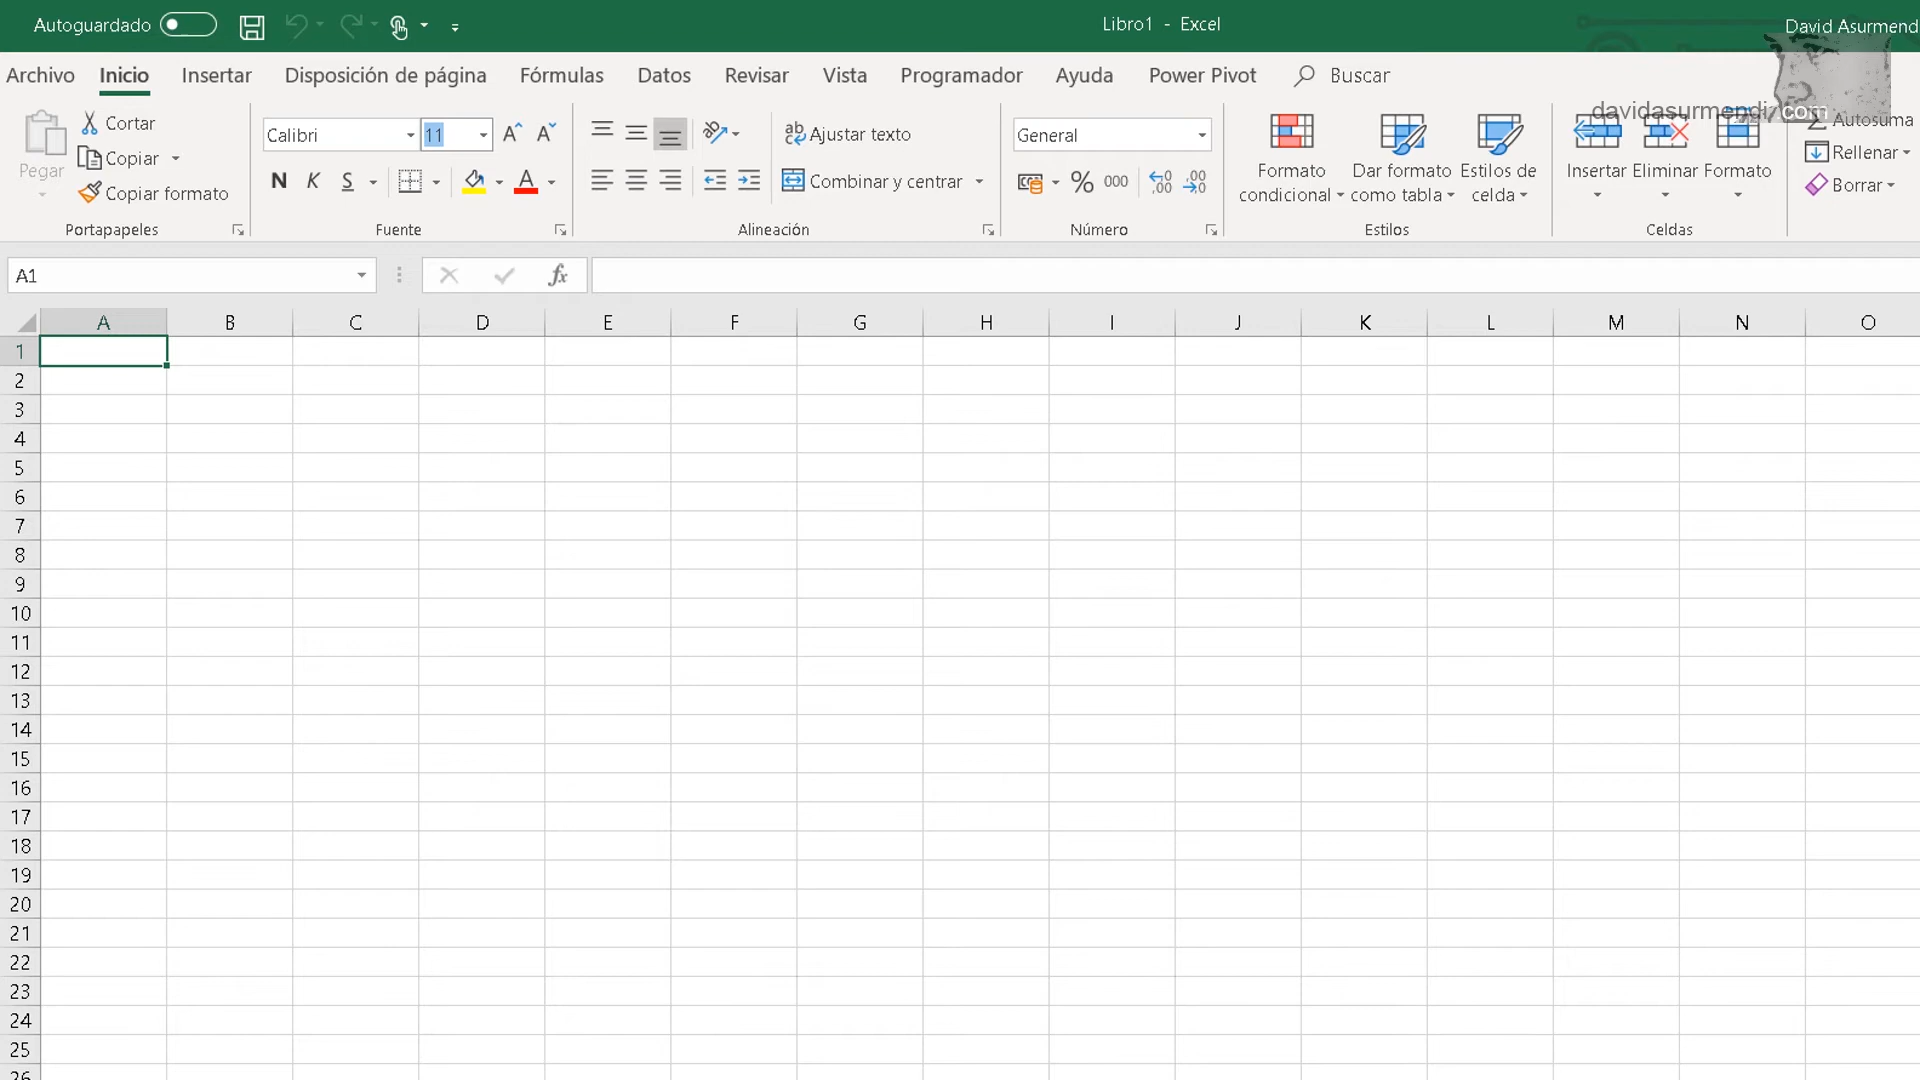 Autoguardado
Libro1 - Excel
David Asurmend
Archivo Inicio Insertar Disposición de página Fórmulas Datos Revisar Vista Programador Ayuda Power Pivot Buscar
davidasurmendi.com
Pegar
Cortar
Copiar
Copiar formato
Portapapeles
Calibri 11
N K S
Fuente
Ajustar texto
Combinar y centrar
Alineación
General
% 000
Número
Formato condicional
Dar formato como tabla
Estilos de celda
Estilos
Insertar Eliminar Formato
Celdas
Autosuma
Rellenar
Borrar
A1 fx
A B C D E F G H I J K L M N O
1
2
3
4
5
6
7
8
9
10
11
12
13
14
15
16
17
18
19
20
21
22
23
24
25
26